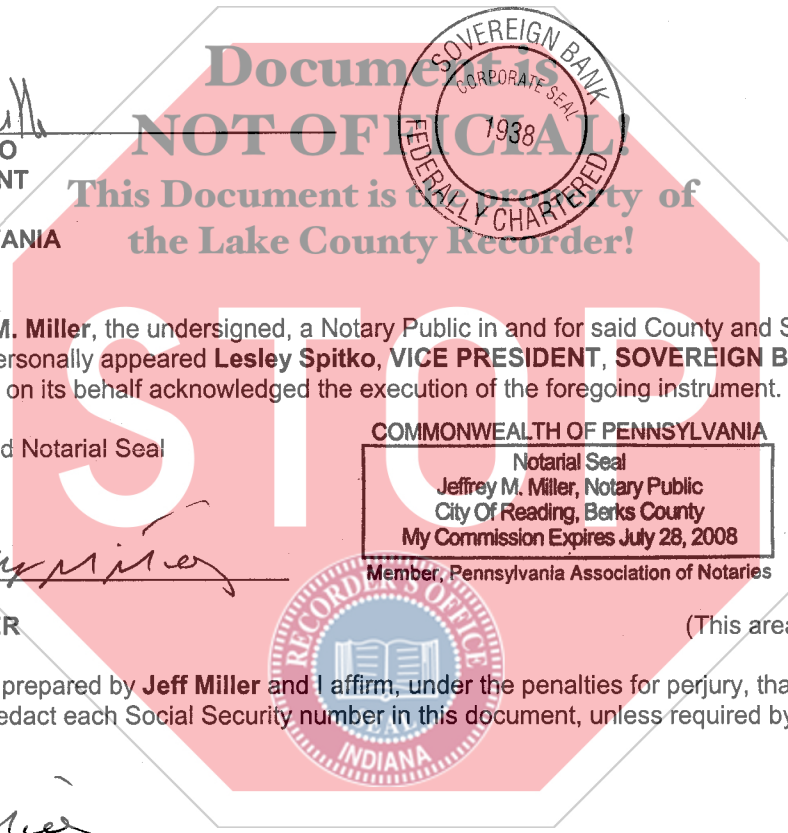 Document is
NOT OFFICIAL!
This Document is the property of
the Lake County Recorder!
SOVEREIGN BANK
CORPORATE SEAL
1938
FEDERALLY CHARTERED
O
NT
VANIA
M. Miller, the undersigned, a Notary Public in and for said County and S
ersonally appeared Lesley Spitko, VICE PRESIDENT, SOVEREIGN B
on its behalf acknowledged the execution of the foregoing instrument.
STOP
d Notarial Seal
COMMONWEALTH OF PENNSYLVANIA
Notarial Seal
Jeffrey M. Miller, Notary Public
City Of Reading, Berks County
My Commission Expires July 28, 2008
Member, Pennsylvania Association of Notaries
Miller
ER
(This area
RECORDER'S OFFICE
SEAL
INDIANA
prepared by Jeff Miller and I affirm, under the penalties for perjury, tha
edact each Social Security number in this document, unless required by